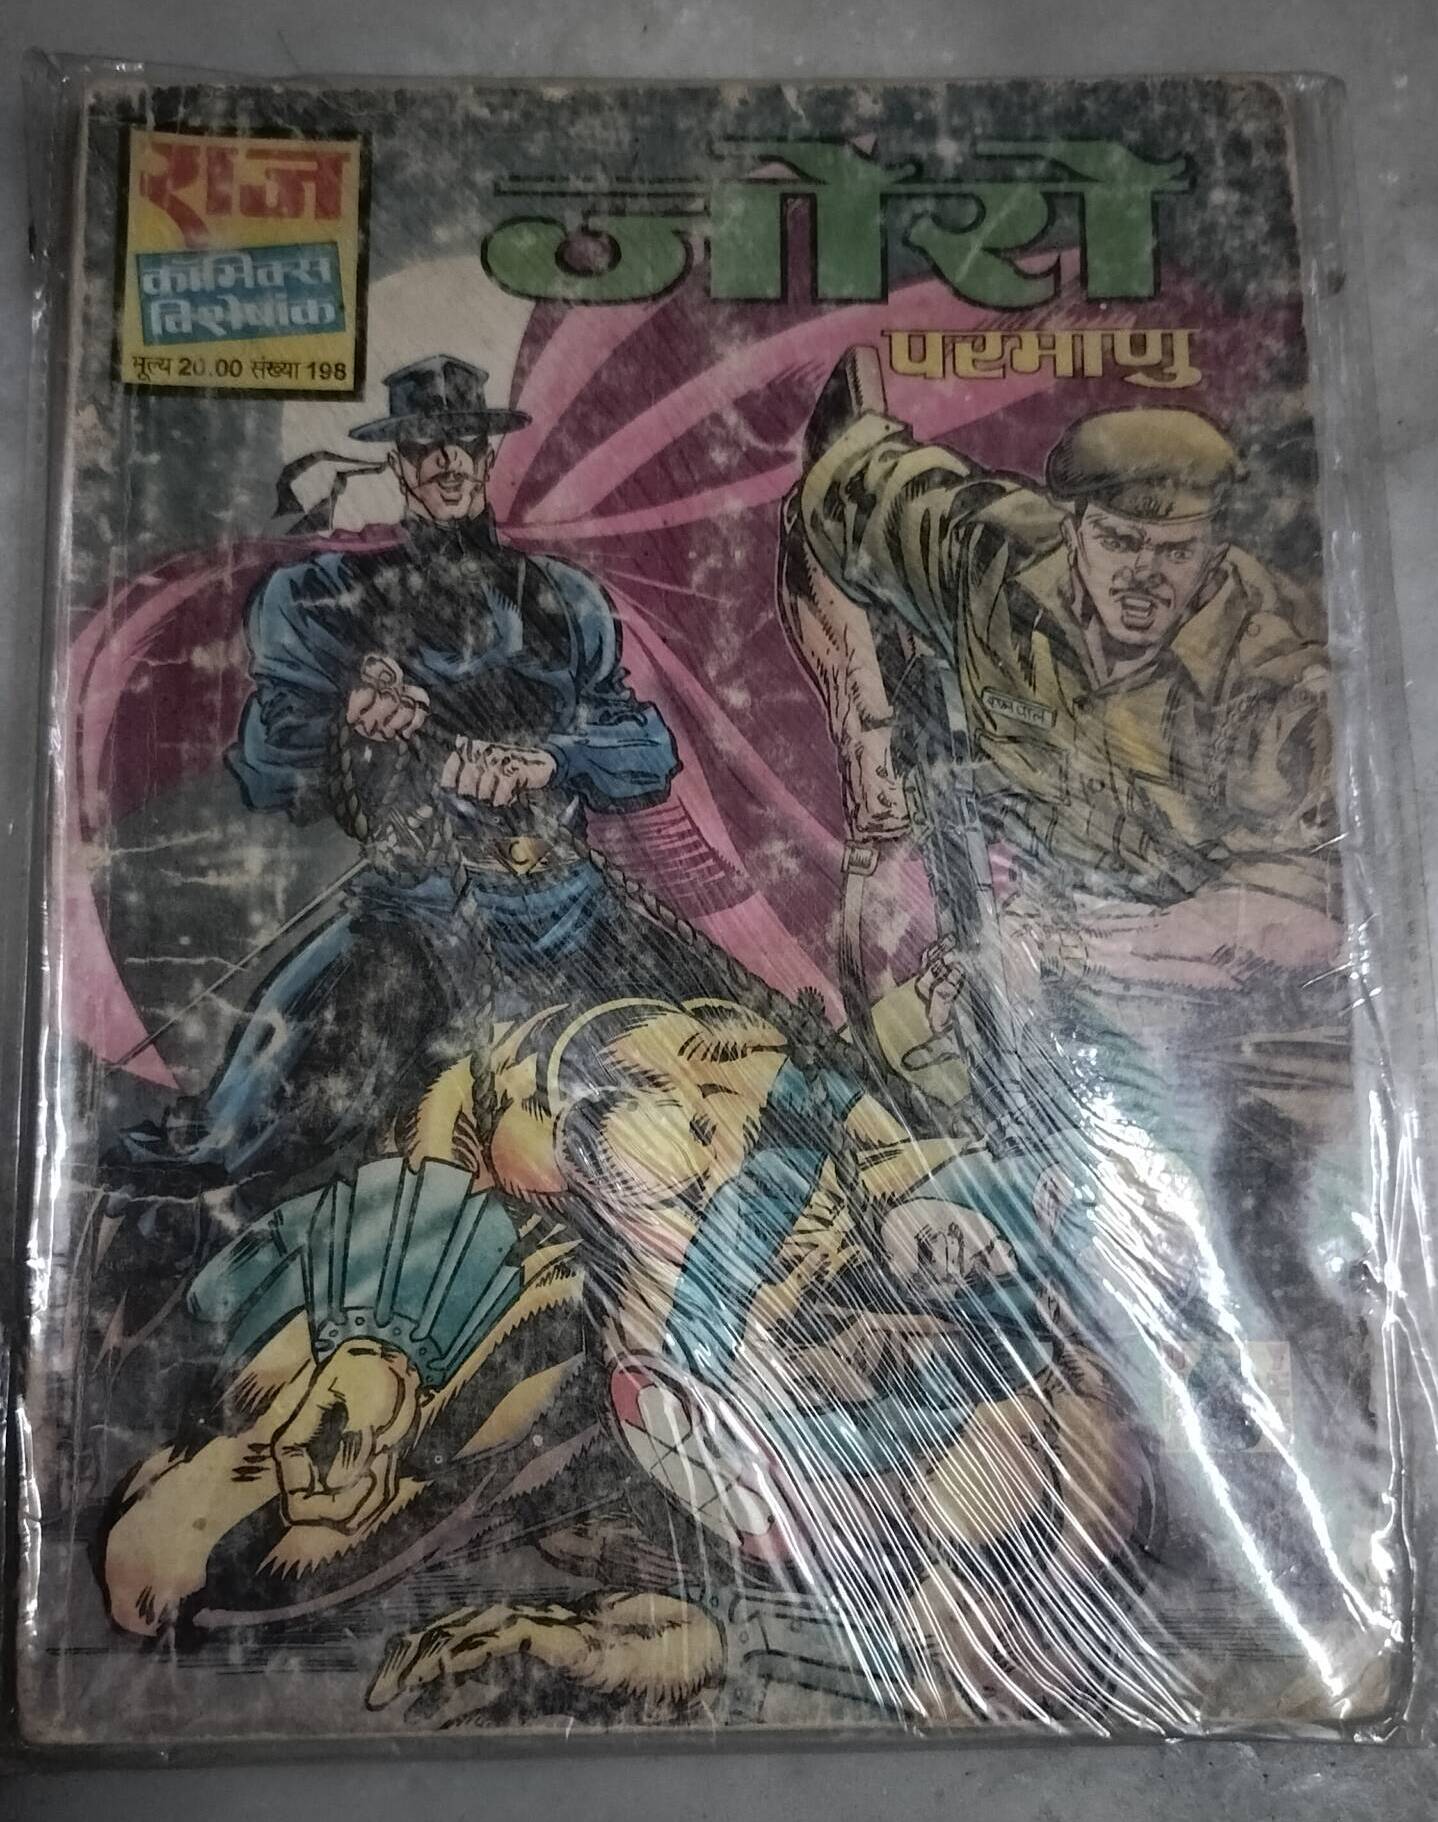 राज
कॉमिक्स
विशेषांक
मूल्य 20.00 संख्या 198
जोरो
परमाणु